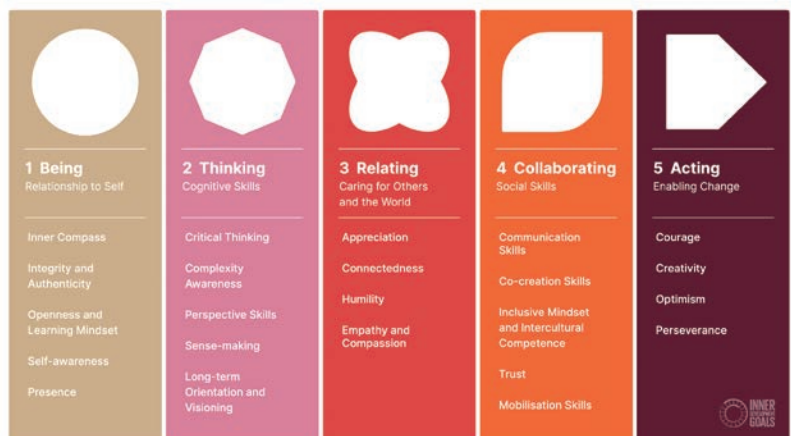 1 Being
Relationship to Self
Inner Compass
Integrity and
Authenticity
Openness and
Learning Mindset
Self-awareness
Presence
2 Thinking
Cognitive Skills
Critical Thinking
Complexity
Awareness
Perspective Skills
Sense-making
Long-term
Orientation and
Visioning
3 Relating
Caring for Others
and the World
Appreciation
Connectedness
Humility
Empathy and
Compassion
4 Collaborating
Social Skills
Communication
Skills
Co-creation Skills
Inclusive Mindset
and Intercultural
Competence
Trust
Mobilisation Skills
5 Acting
Enabling Change
Courage
Creativity
Optimism
Perseverance
INNER
DEVELOPMENT
GOALS